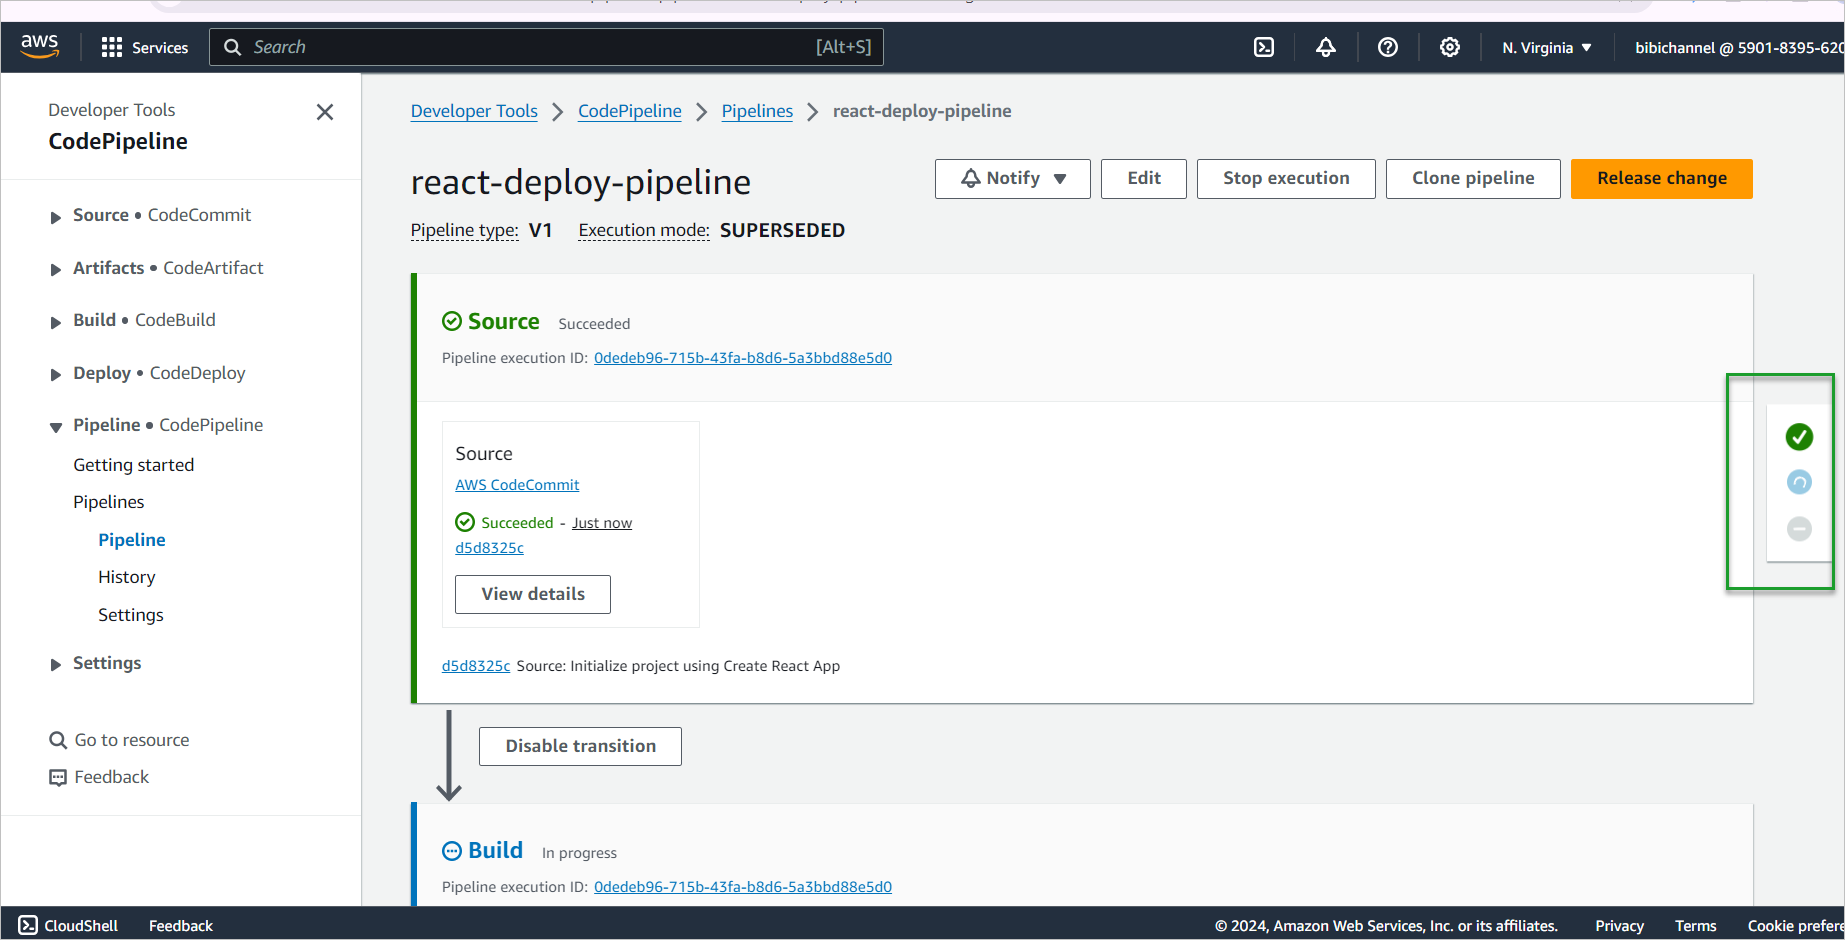 aws
Services
Search
[Alt+S]
N. Virginia
bibichannel @ 5901-8395-620
Developer Tools
CodePipeline
Source • CodeCommit
Artifacts • CodeArtifact
Build • CodeBuild
Deploy • CodeDeploy
Pipeline • CodePipeline
Getting started
Pipelines
Pipeline
History
Settings
Settings
Go to resource
Feedback
Developer Tools > CodePipeline > Pipelines > react-deploy-pipeline
react-deploy-pipeline
Notify
Edit
Stop execution
Clone pipeline
Release change
Pipeline type: V1 Execution mode: SUPERSEDED
Source Succeeded
Pipeline execution ID: 0dedeb96-715b-43fa-b8d6-5a3bbd88e5d0
Source
AWS CodeCommit
Succeeded - Just now
d5d8325c
View details
d5d8325c Source: Initialize project using Create React App
Disable transition
Build In progress
Pipeline execution ID: 0dedeb96-715b-43fa-b8d6-5a3bbd88e5d0
CloudShell
Feedback
© 2024, Amazon Web Services, Inc. or its affiliates.
Privacy
Terms
Cookie prefere